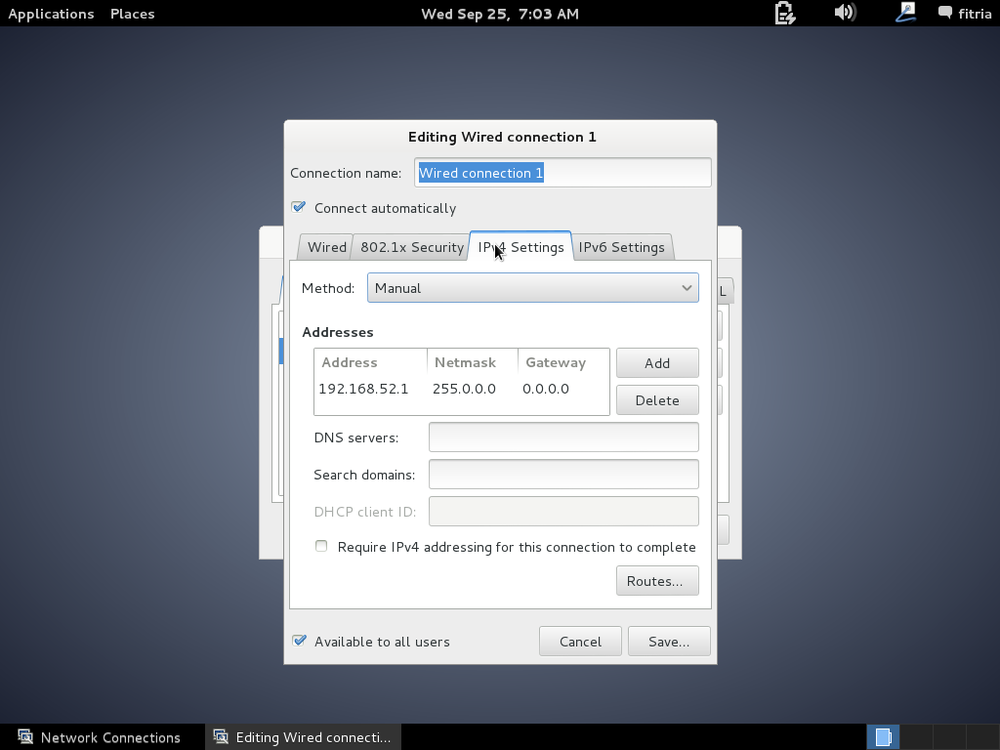 Applications Places Wed Sep 25, 7:03 AM fitria
Editing Wired connection 1
Connection name: Wired connection 1
Connect automatically
Wired 802.1x Security IPv4 Settings IPv6 Settings
Method: Manual
L
Addresses
Address Netmask Gateway
192.168.52.1 255.0.0.0 0.0.0.0
Add
Delete
DNS servers:
Search domains:
DHCP client ID:
Require IPv4 addressing for this connection to complete
Routes...
Available to all users Cancel Save...
Network Connections Editing Wired connecti...